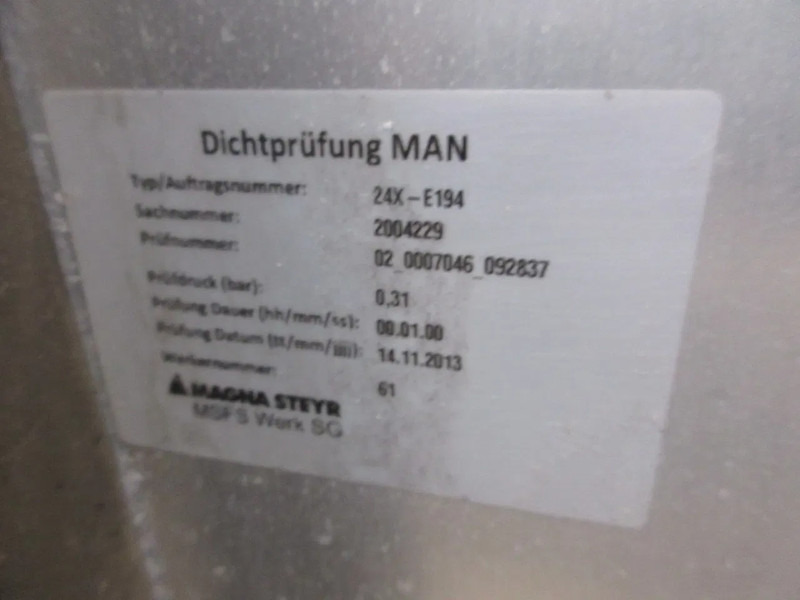 Dichtprüfung MAN
Typ/Auftragsnummer: 24X – E194
Sachnummer: 2004229
Prüfnummer: 02_0007046_092837
Prüfdruck (bar): 0,31
Prüfung Dauer (hh/mm/ss): 00.01.00
Prüfung Datum (tt/mm/jjjj): 14.11.2013
Werkernummer: 61
MAGNA STEYR
MSFS Werk SG